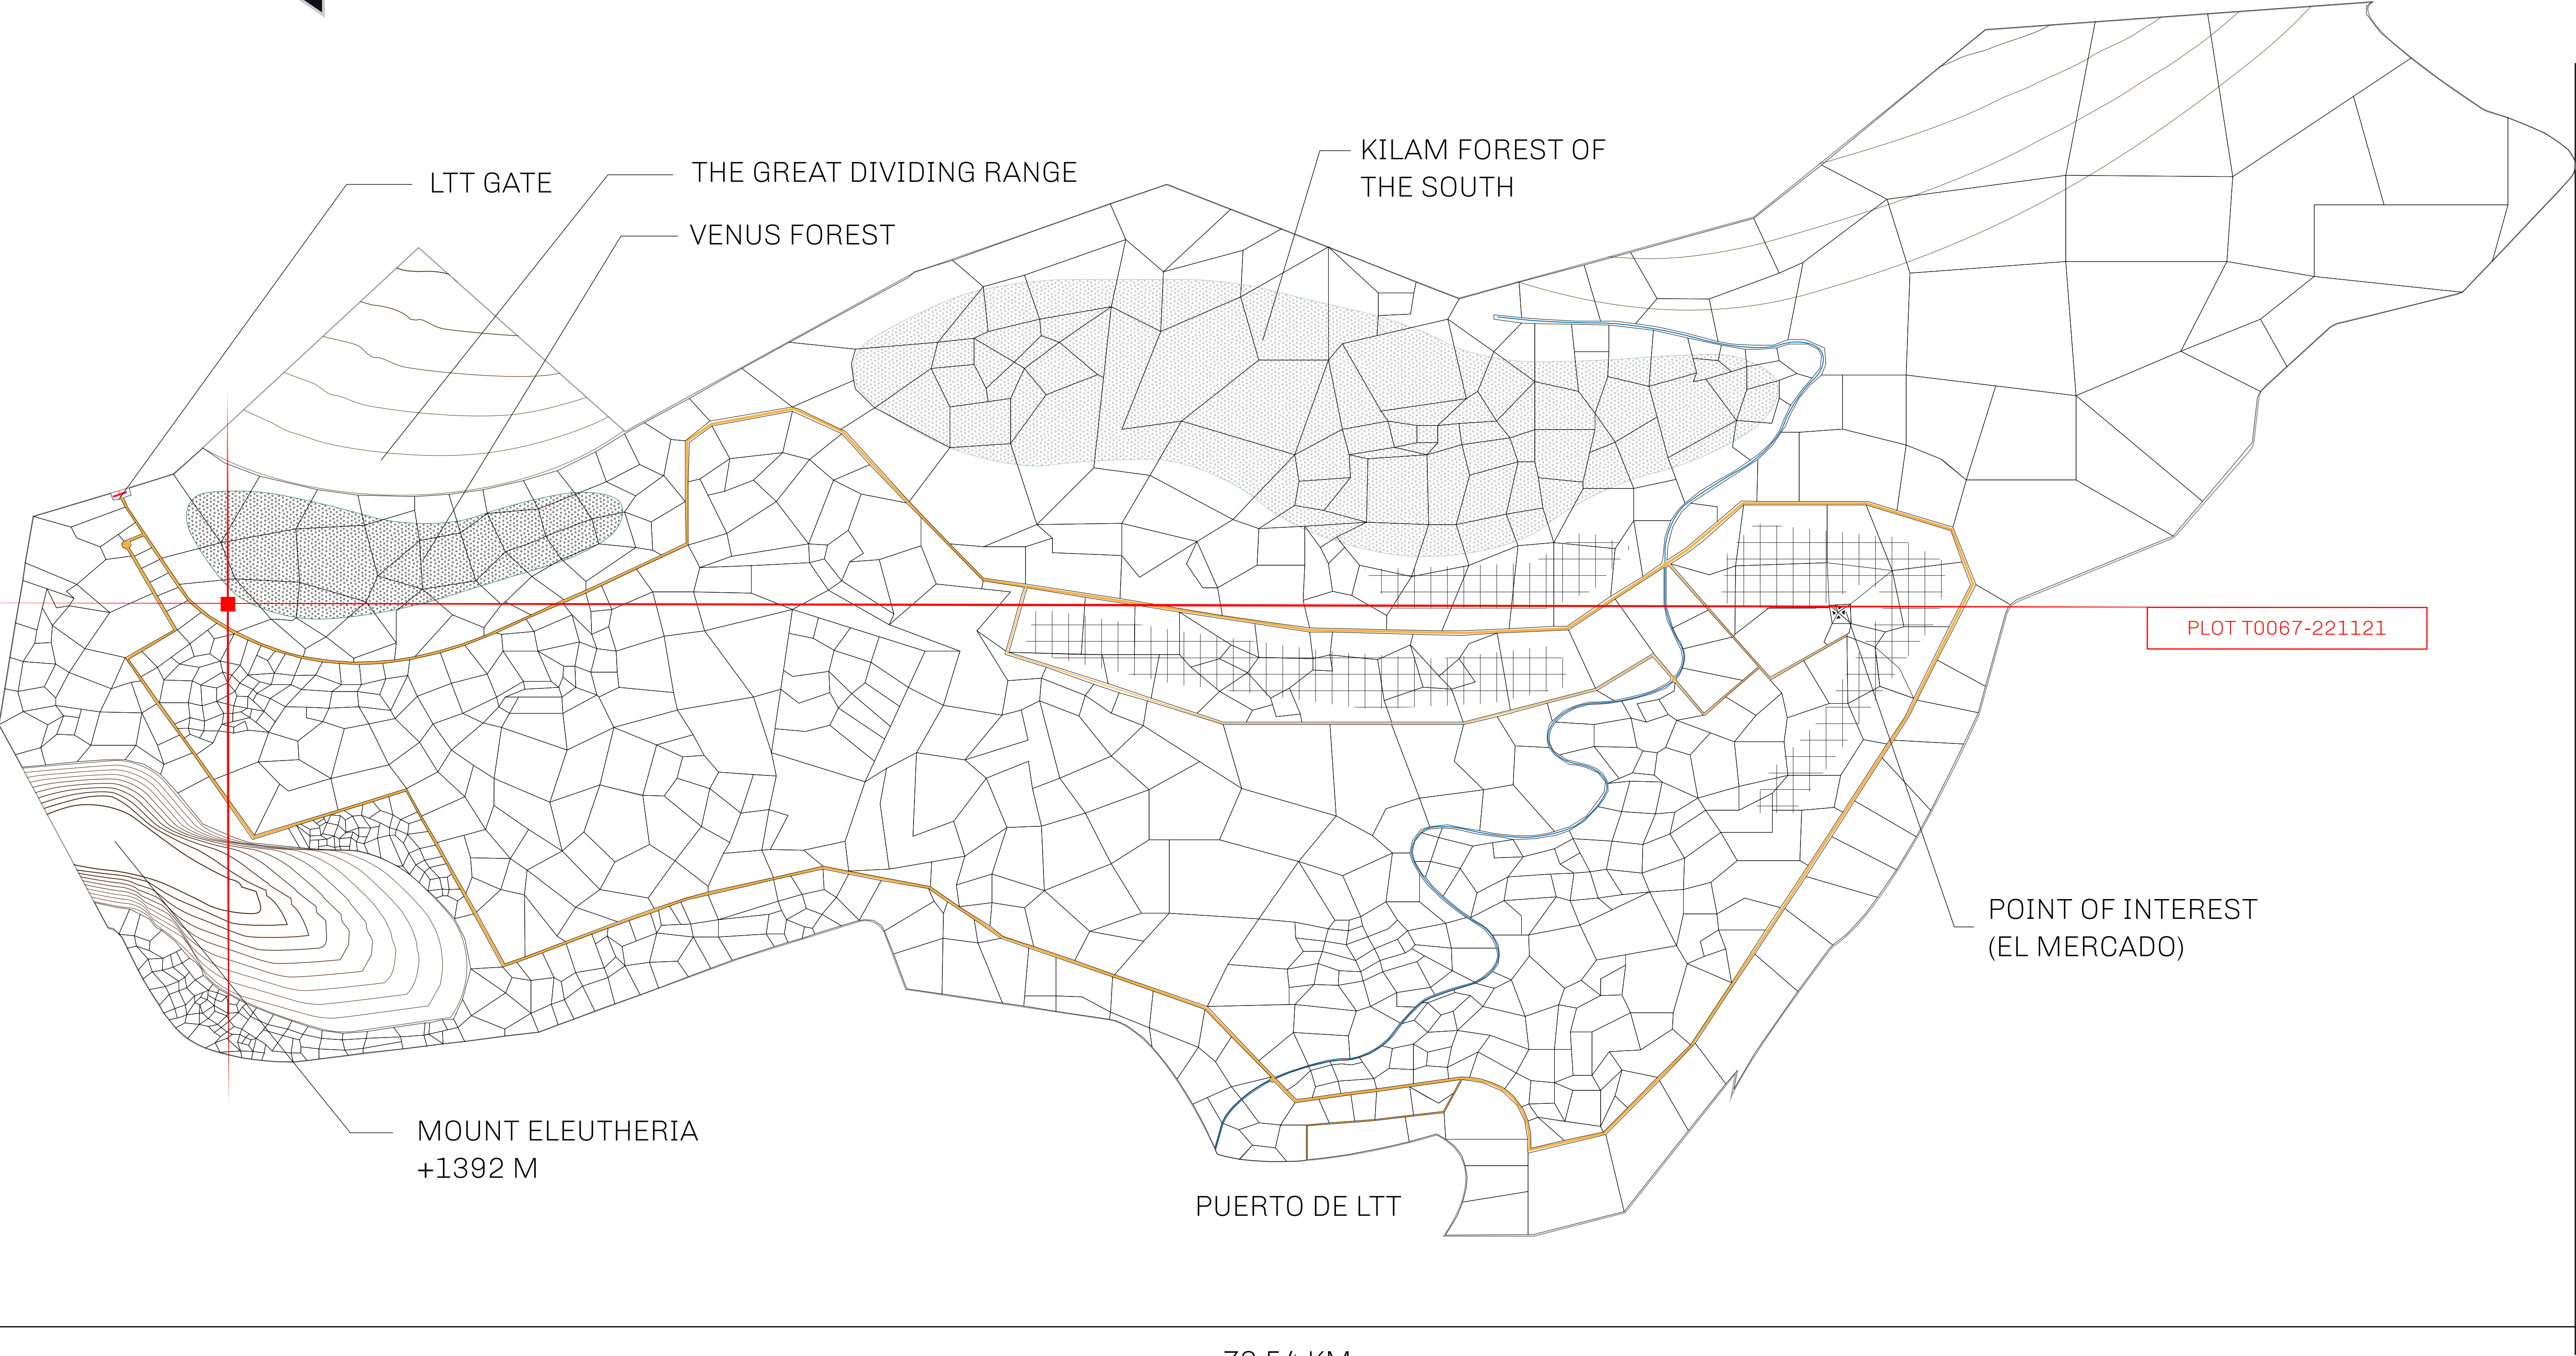 KILAM FOREST OF
THE SOUTH
LTT GATE
THE GREAT DIVIDING RANGE
VENUS FOREST
PLOT T0067-221121
POINT OF INTEREST
(EL MERCADO)
MOUNT ELEUTHERIA
+1392 M
PUERTO DE LTT